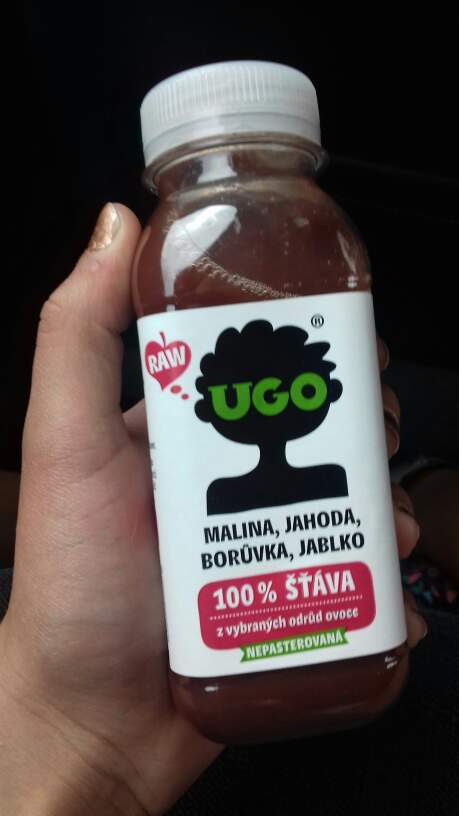 RAW
®
UGO
MALINA, JAHODA,
BORŮVKA, JABLKO
100 % ŠŤÁVA
z vybraných odrůd ovoce
NEPASTEROVANÁ